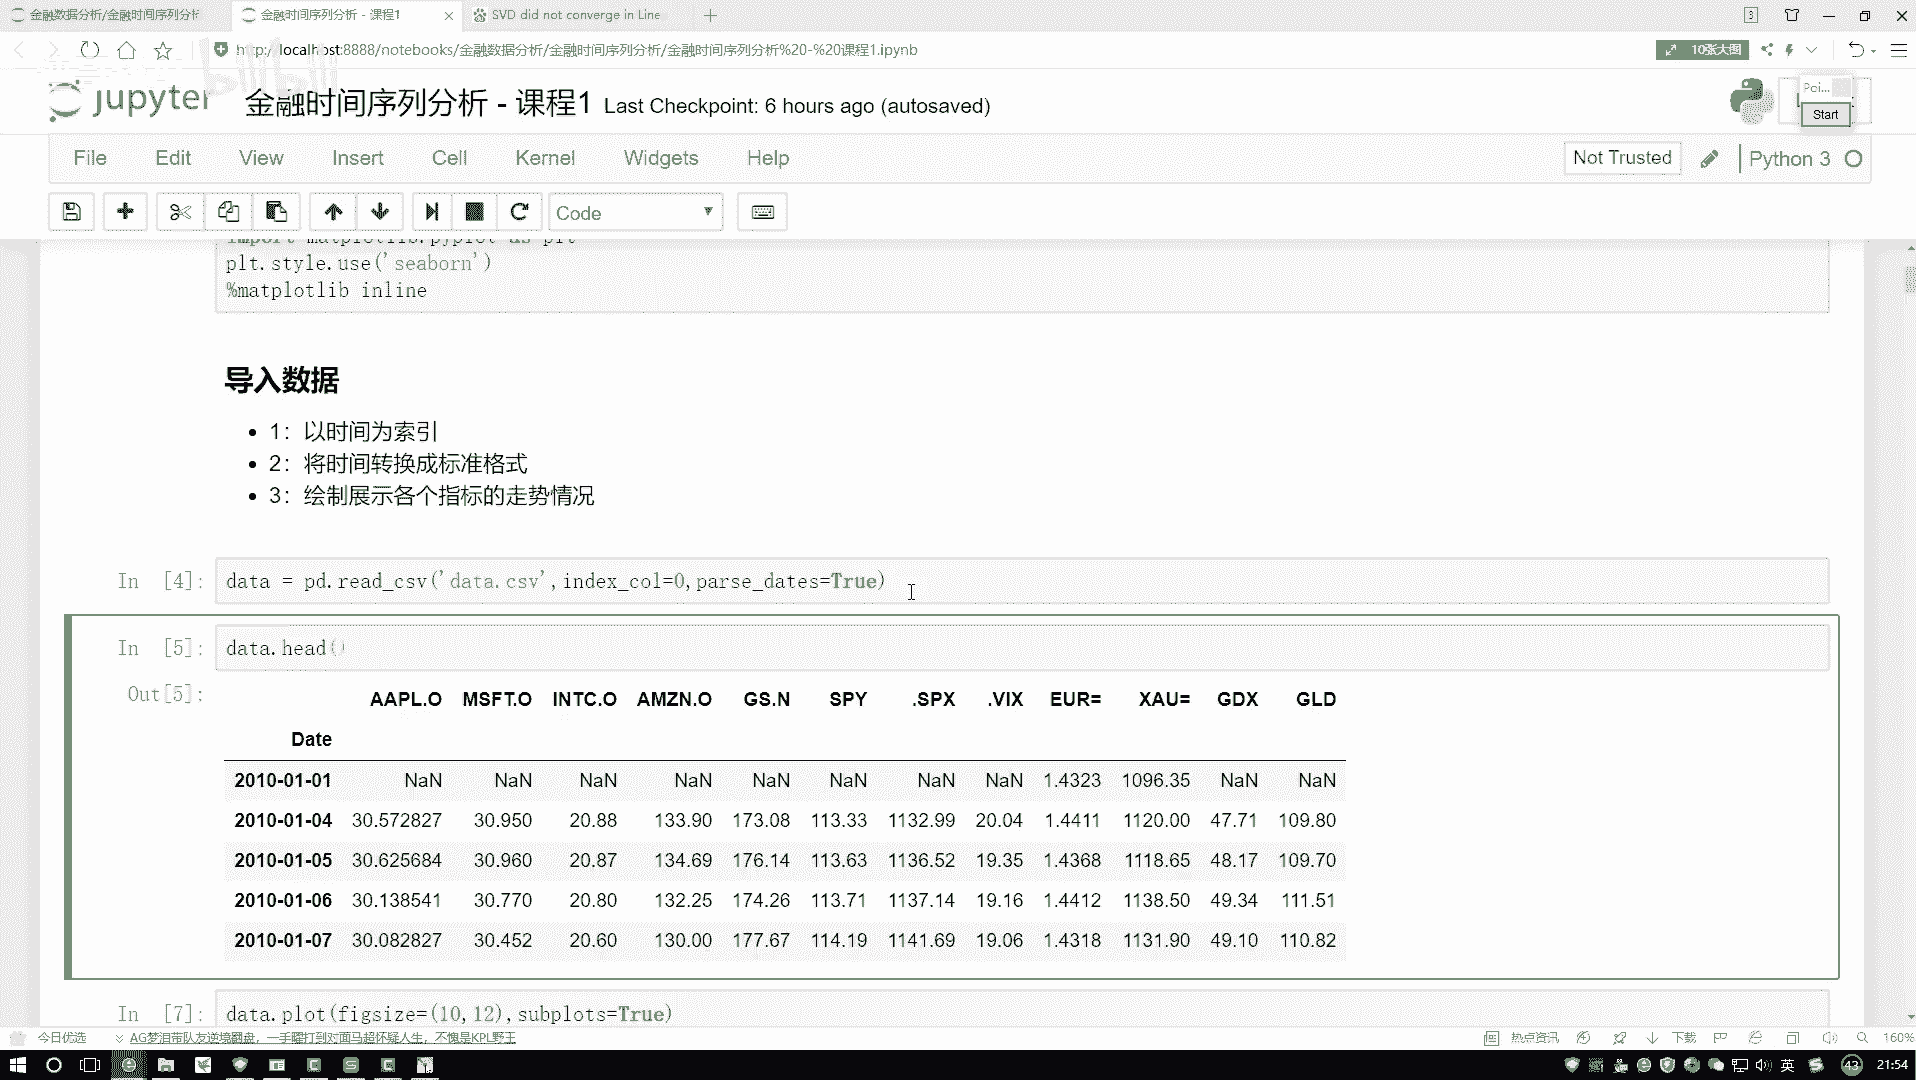 金融数据分析/金融时间序列分析
金融时间序列分析 - 课程1
SVD did not converge in Line
http://localhost:8888/notebooks/金融数据分析/金融时间序列分析/金融时间序列分析%20-%20课程1.ipynb
10张大图
jupyter 金融时间序列分析 - 课程1 Last Checkpoint: 6 hours ago (autosaved)
Poi...
Start
File Edit View Insert Cell Kernel Widgets Help
Not Trusted Python 3
Code
import matplotlib.pyplot as plt
plt.style.use('seaborn')
%matplotlib inline
导入数据
• 1：以时间为索引
• 2：将时间转换成标准格式
• 3：绘制展示各个指标的走势情况
In [4]: data = pd.read_csv('data.csv',index_col=0,parse_dates=True)
In [5]: data.head()
Out[5]:
AAPL.O MSFT.O INTC.O AMZN.O GS.N SPY .SPX .VIX EUR= XAU= GDX GLD
Date
2010-01-01 NaN NaN NaN NaN NaN NaN NaN NaN 1.4323 1096.35 NaN NaN
2010-01-04 30.572827 30.950 20.88 133.90 173.08 113.33 1132.99 20.04 1.4411 1120.00 47.71 109.80
2010-01-05 30.625684 30.960 20.87 134.69 176.14 113.63 1136.52 19.35 1.4368 1118.65 48.17 109.70
2010-01-06 30.138541 30.770 20.80 132.25 174.26 113.71 1137.14 19.16 1.4412 1138.50 49.34 111.51
2010-01-07 30.082827 30.452 20.60 130.00 177.67 114.19 1141.69 19.06 1.4318 1131.90 49.10 110.82
In [7]: data.plot(figsize=(10,12),subplots=True)
今日优选
AG梦泪带队友逆境翻盘，一手曜打到对面马超怀疑人生，不愧是KPL野王
热点资讯
下载
160%
英
43
21:54